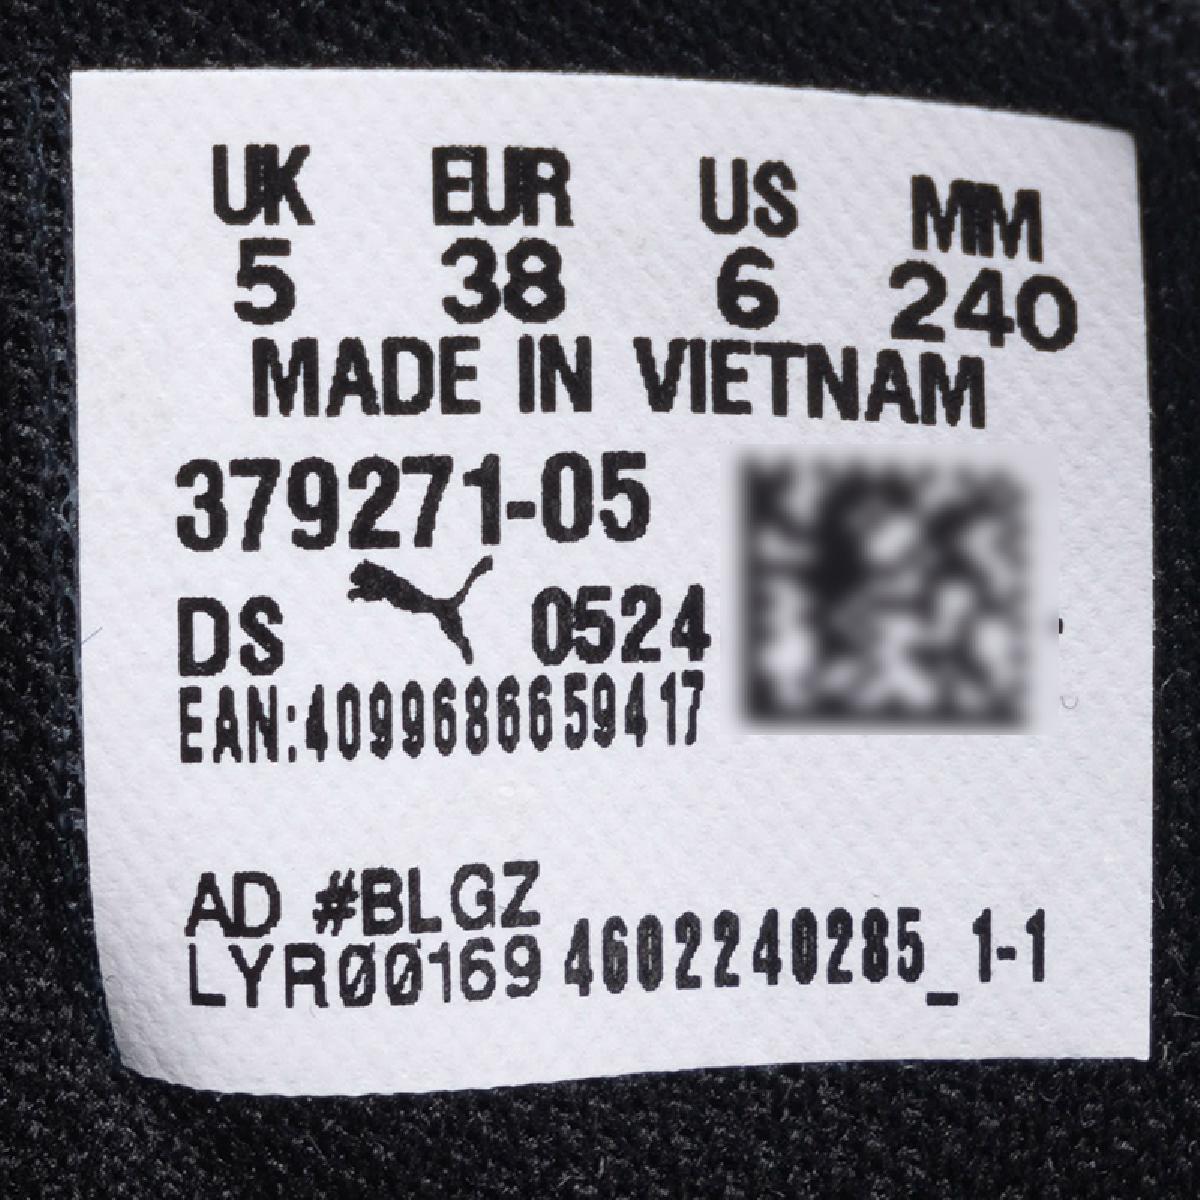 UK EUR US MM
5 38 6 240
MADE IN VIETNAM
379271-05
DS 0524
EAN:4099686659417
AD #BLGZ
LYR00169 4602240285_1-1